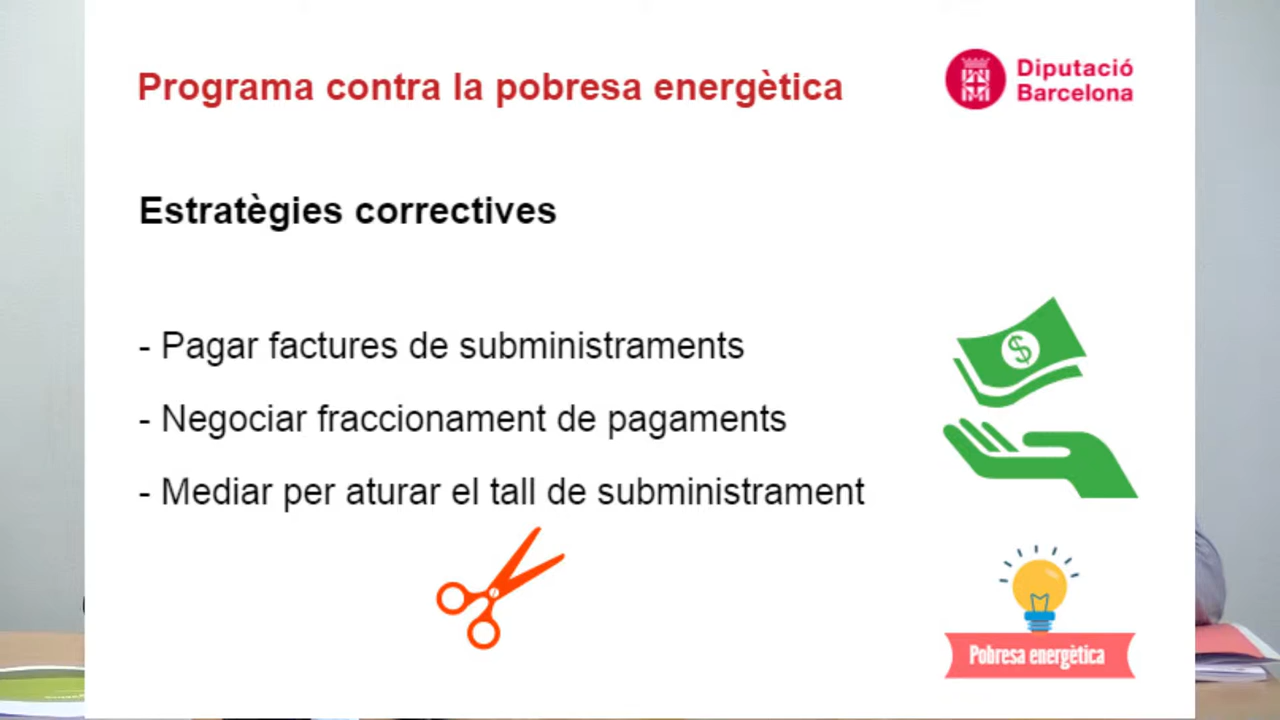 Programa contra la pobresa energètica
Diputació
Barcelona
Estratègies correctives
- Pagar factures de subministraments
- Negociar fraccionament de pagaments
- Mediar per aturar el tall de subministrament
$
Pobresa energètica